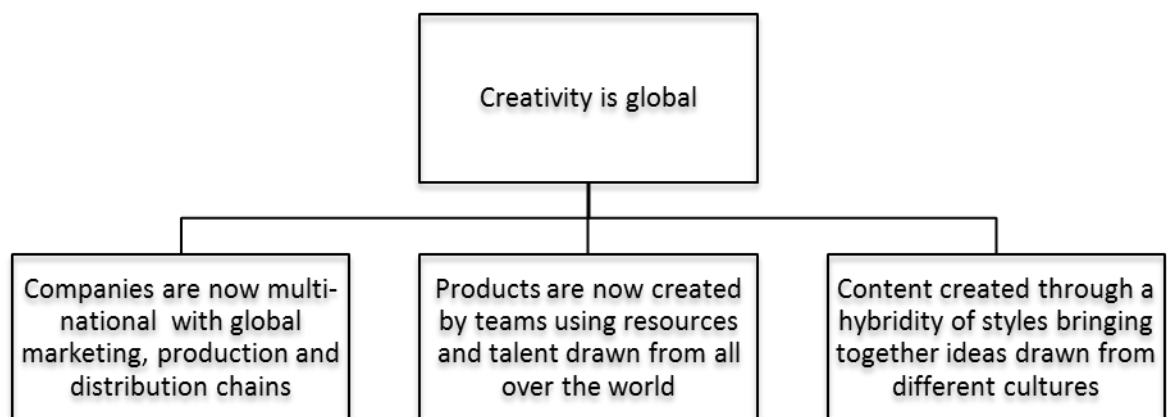 Creativity is global
Companies are now multi-
national with global
marketing, production and
distribution chains
Products are now created
by teams using resources
and talent drawn from all
over the world
Content created through a
hybridity of styles bringing
together ideas drawn from
different cultures